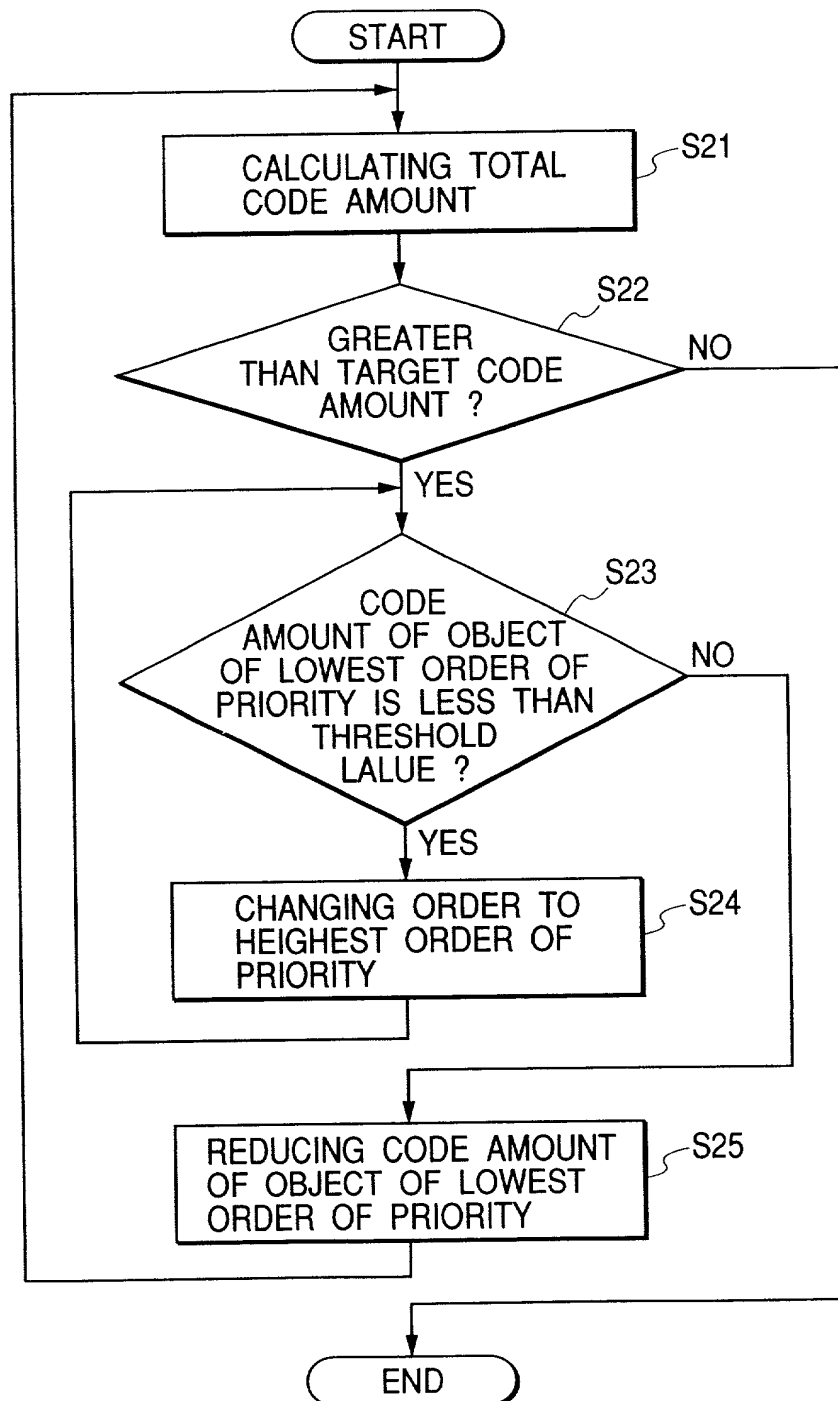 START
CALCULATING TOTAL
CODE AMOUNT
S21
GREATER
THAN TARGET CODE
AMOUNT ?
S22
NO
YES
CODE
AMOUNT OF OBJECT
OF LOWEST ORDER OF
PRIORITY IS LESS THAN
THRESHOLD
LALUE ?
S23
NO
YES
CHANGING ORDER TO
HEIGHEST ORDER OF
PRIORITY
S24
REDUCING CODE AMOUNT
OF OBJECT OF LOWEST
ORDER OF PRIORITY
S25
END